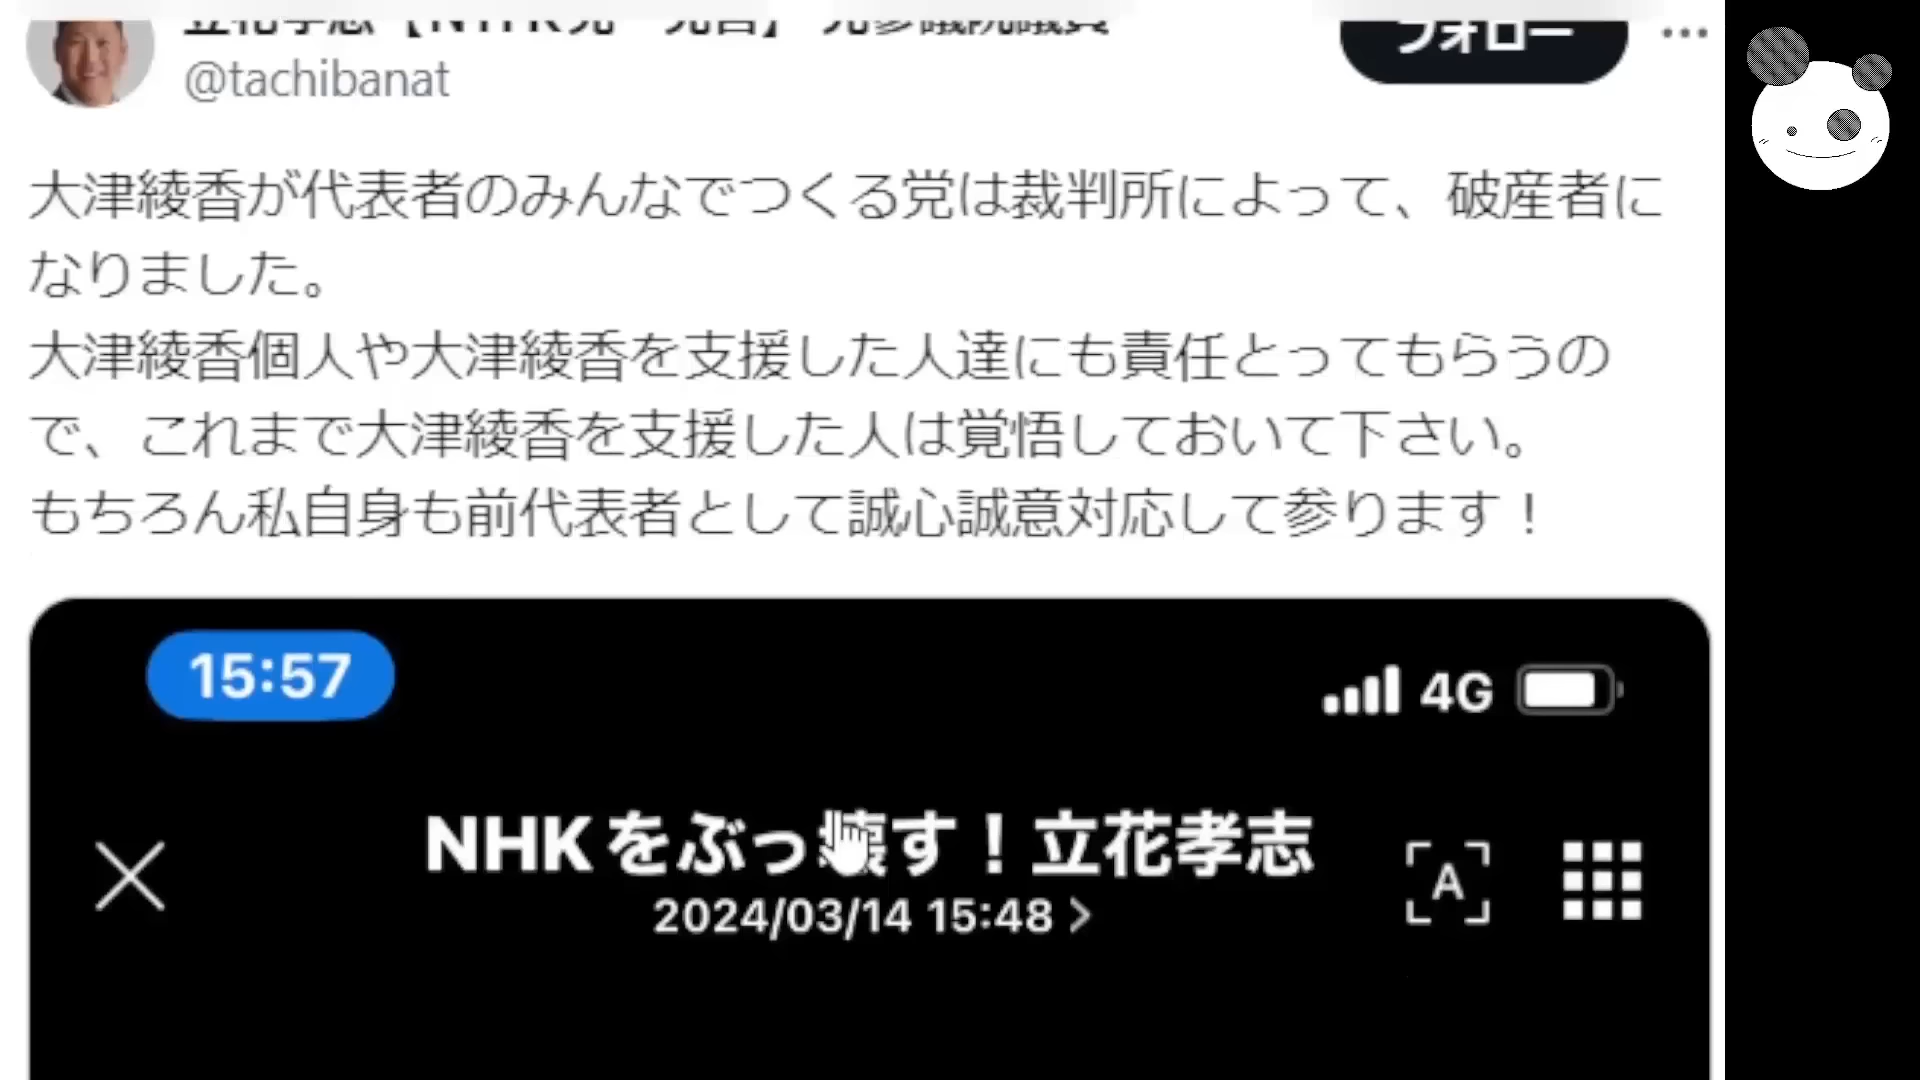 @tachibanat
フォロー
大津綾香が代表者のみんなでつくる党は裁判所によって、破産者に
なりました。
大津綾香個人や大津綾香を支援した人達にも責任とってもらうの
で、これまで大津綾香を支援した人は覚悟しておいて下さい。
もちろん私自身も前代表者として誠心誠意対応して参ります！
15:57
4G
NHKをぶっ壊す！立花孝志
2024/03/14 15:48 >
A